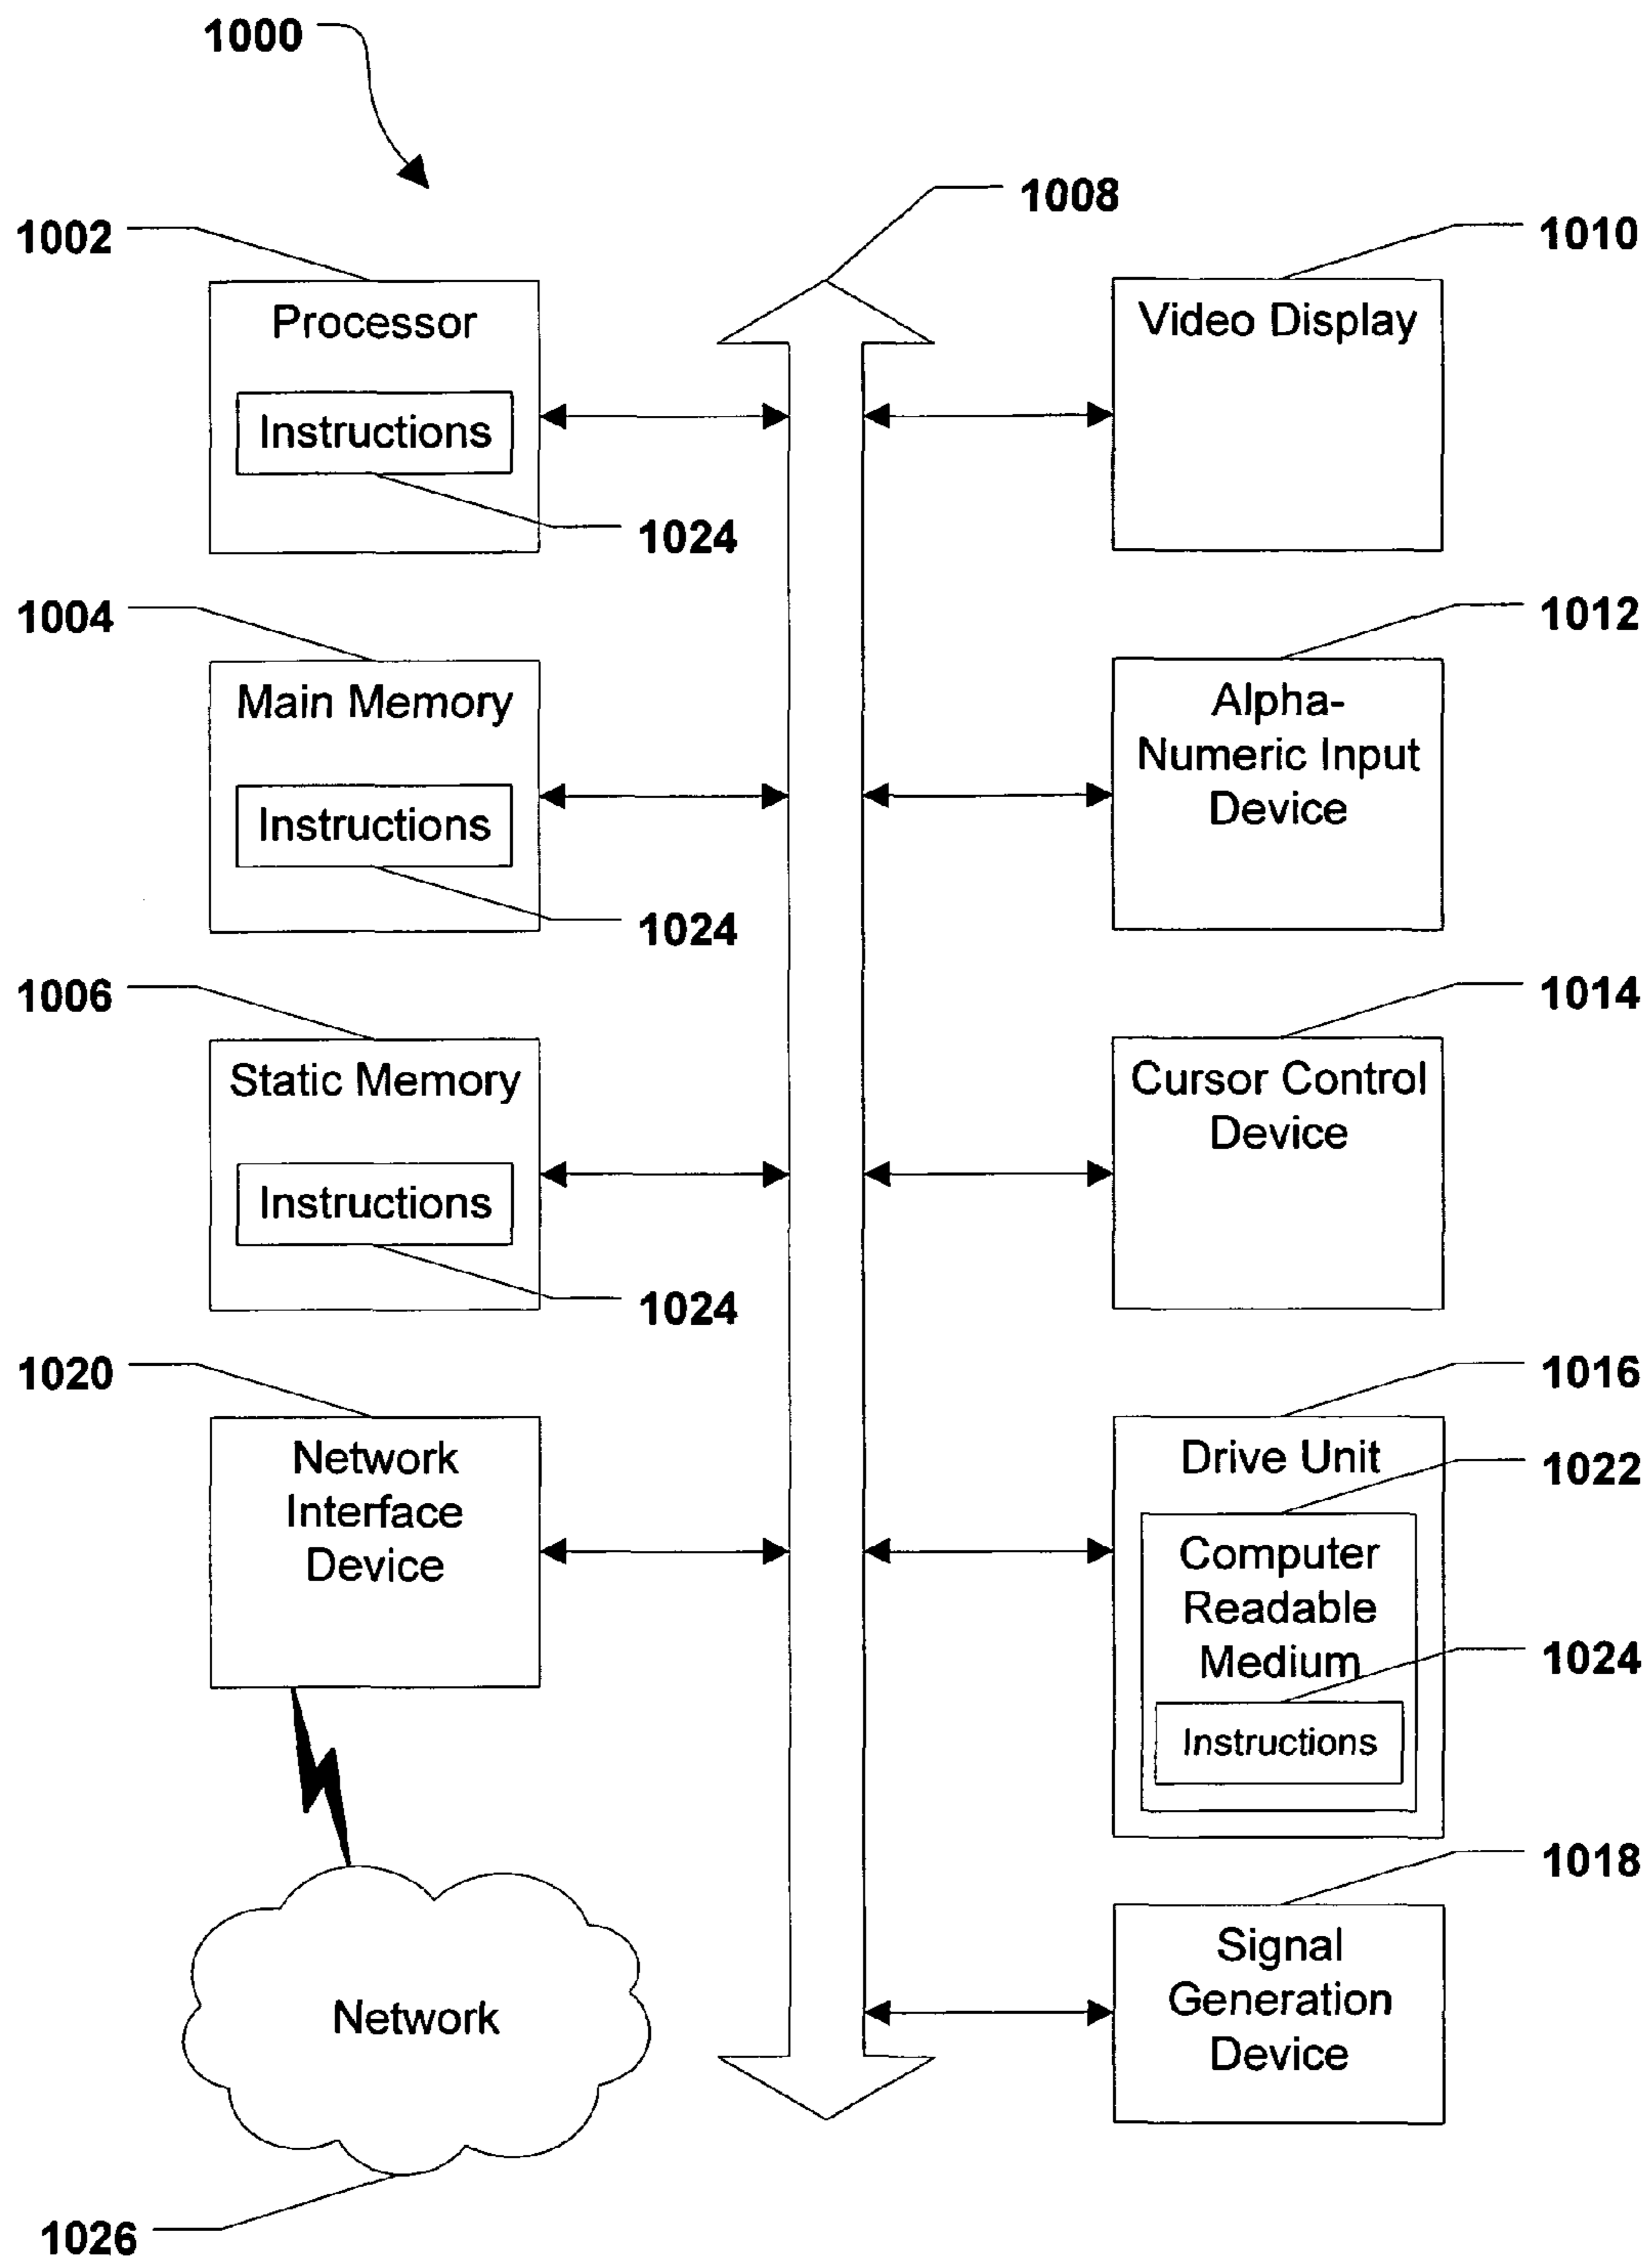 1000
1008
1002
1010
Processor
Video Display
Instructions
1024
1004
1012
Main Memory
Alpha-
Numeric Input
Device
Instructions
1024
1006
1014
Static Memory
Cursor Control
Device
Instructions
1024
1020
1016
Network
Interface
Device
Drive Unit
1022
Computer
Readable
Medium
1024
Instructions
1018
Signal
Generation
Device
Network
1026